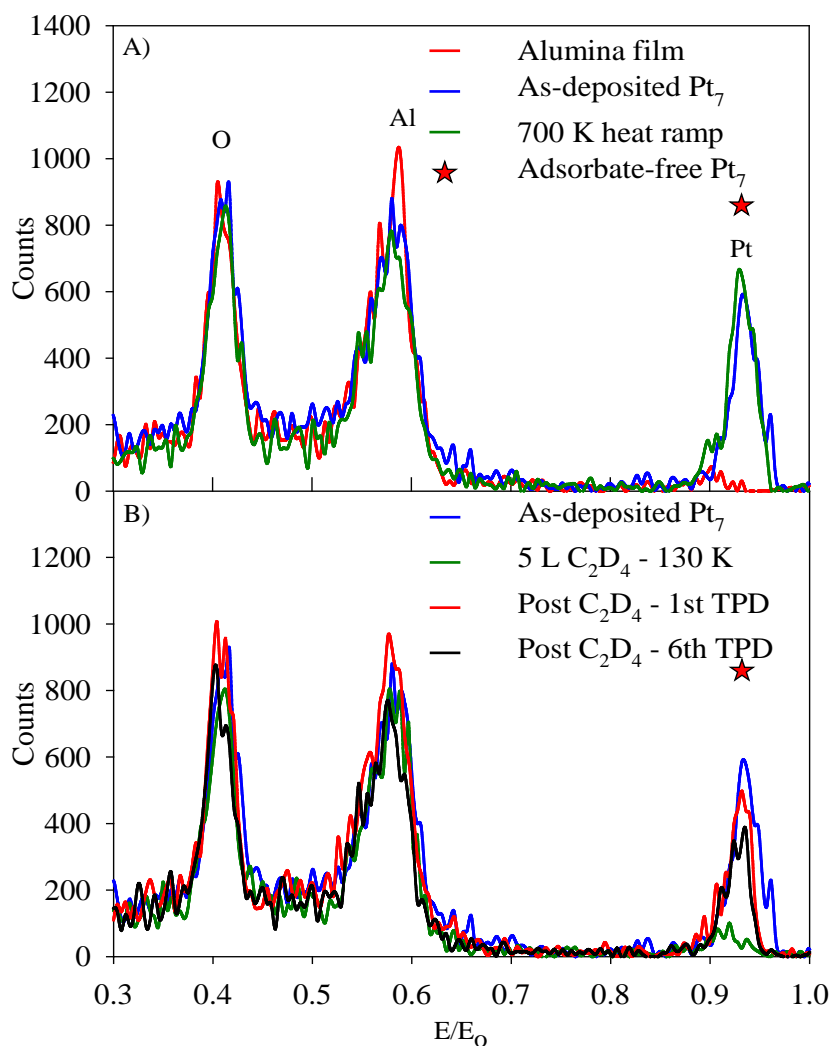 1400
A)
Alumina film
1200
As-deposited Pt₇
O
Al
700 K heat ramp
1000
Adsorbate-free Pt₇
800
Pt
Counts
600
400
200
0
B)
As-deposited Pt₇
1200
5 L C₂D₄ - 130 K
Post C₂D₄ - 1st TPD
1000
Post C₂D₄ - 6th TPD
800
Counts
600
400
200
0
0.3 0.4 0.5 0.6 0.7 0.8 0.9 1.0
E/E₀